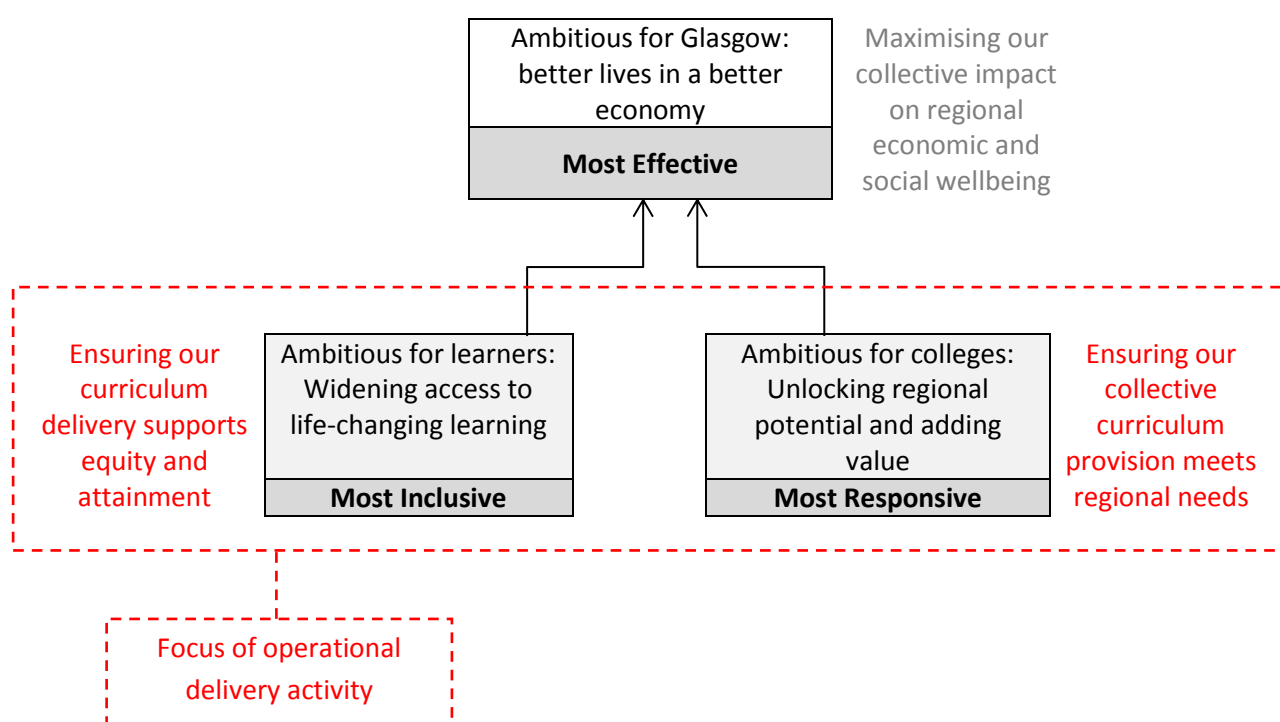 Ambitious for Glasgow:
better lives in a better
economy
Most Effective
Maximising our
collective impact
on regional
economic and
social wellbeing
Ensuring our
curriculum
delivery supports
equity and
attainment
Ambitious for learners:
Widening access to
life-changing learning
Most Inclusive
Ambitious for colleges:
Unlocking regional
potential and adding
value
Most Responsive
Ensuring our
collective
curriculum
provision meets
regional needs
Focus of operational
delivery activity